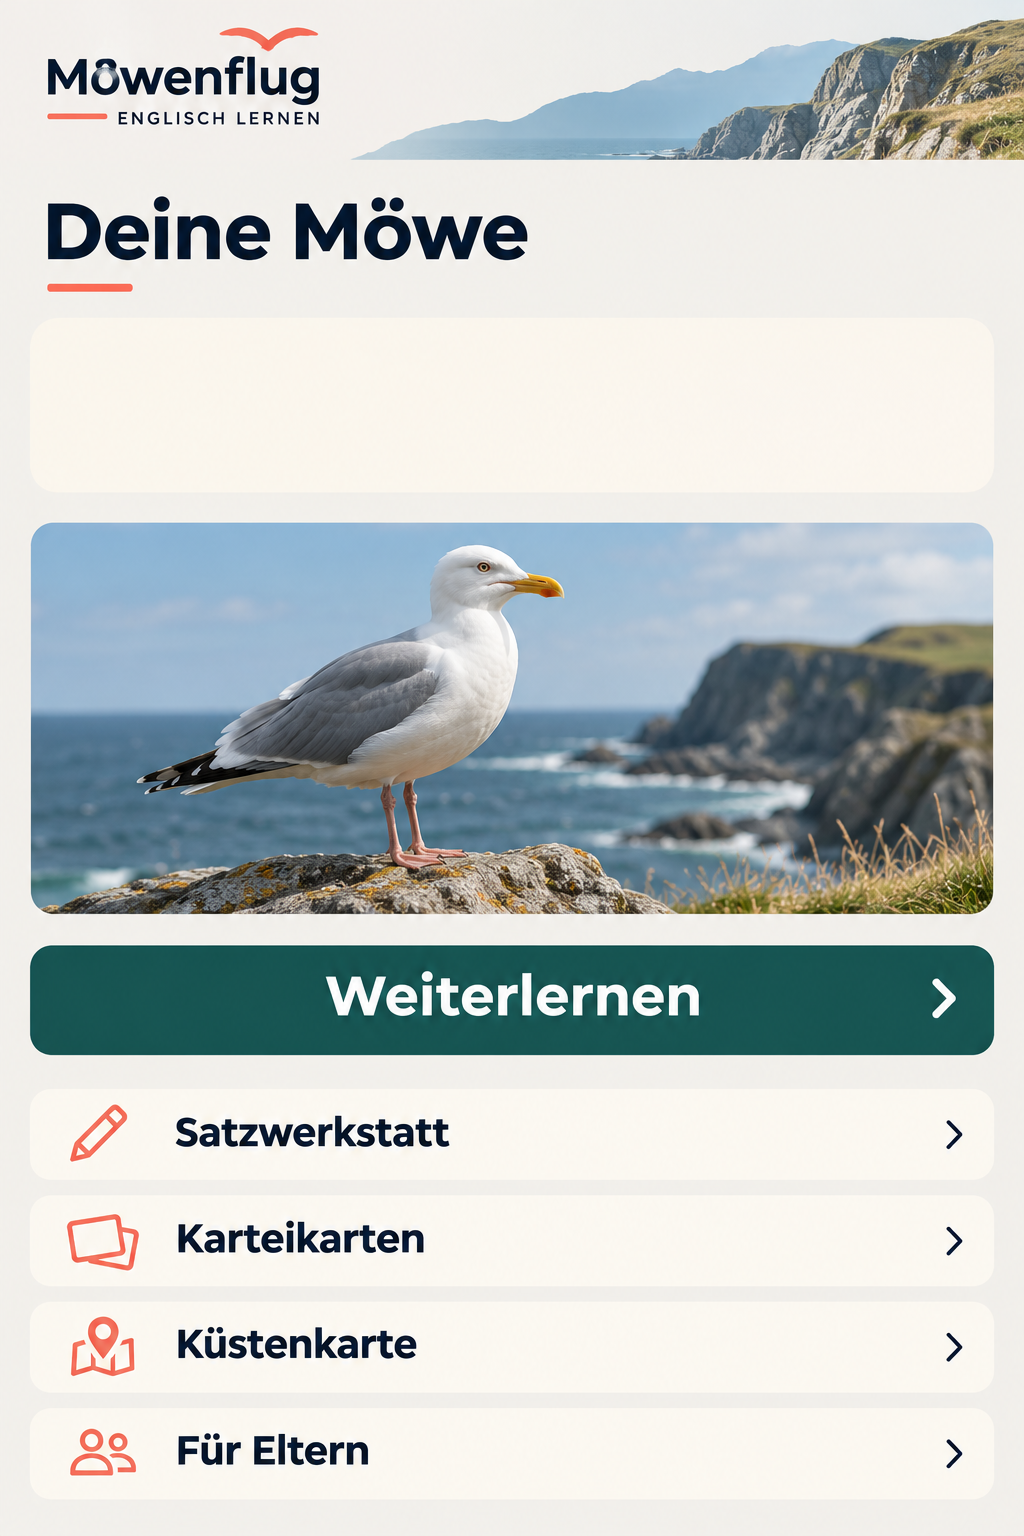 Möwenflug
ENGLISCH LERNEN
Deine Möwe
Weiterlernen
Satzwerkstatt
Karteikarten
Küstenkarte
Für Eltern